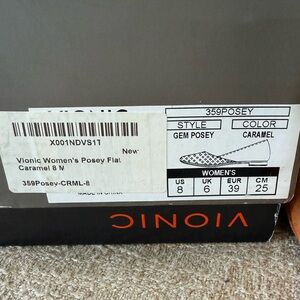 VIONIC
X001NDVS1T
New
Vionic Women's Posey Flat
Caramel 8 M
359Posey-CRML-8
MADE IN CHINA
359POSEY
STYLE COLOR
GEM POSEY CARAMEL
WOMEN'S
US UK EUR CM
8 6 39 25
VIONIC